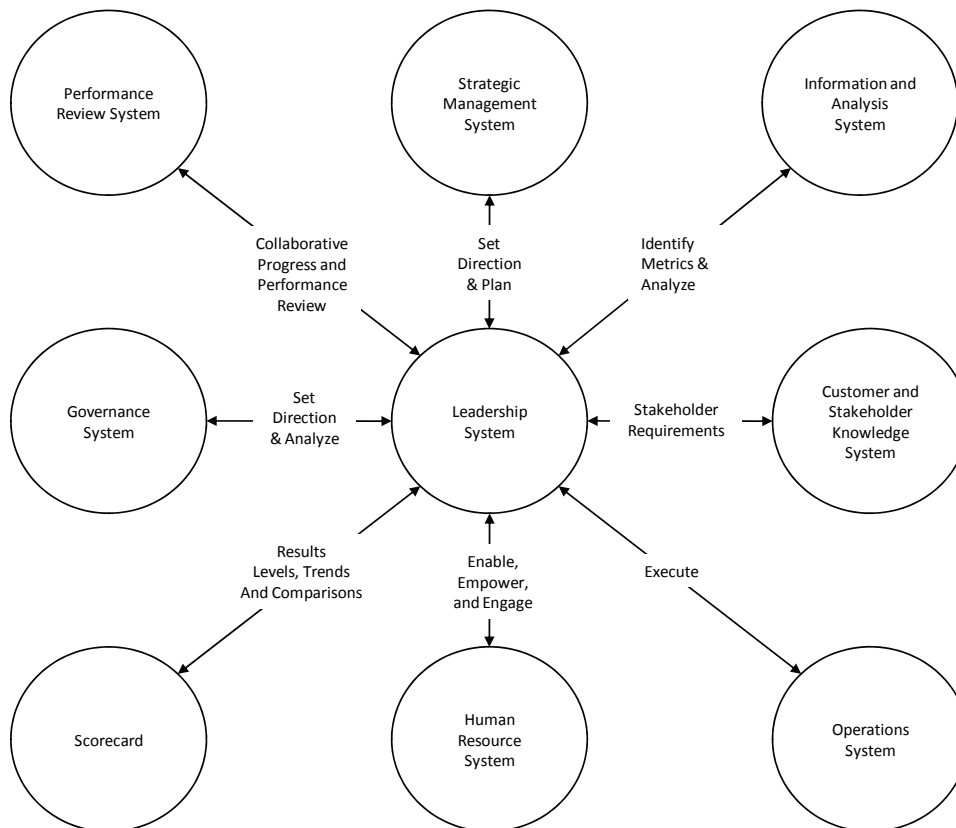 Performance
Review System
Strategic
Management
System
Information and
Analysis
System
Collaborative
Progress and
Performance
Review
Set
Direction
& Plan
Identify
Metrics &
Analyze
Governance
System
Set
Direction
& Analyze
Leadership
System
Stakeholder
Requirements
Customer and
Stakeholder
Knowledge
System
Results
Levels, Trends
And Comparisons
Enable,
Empower,
and Engage
Execute
Scorecard
Human
Resource
System
Operations
System